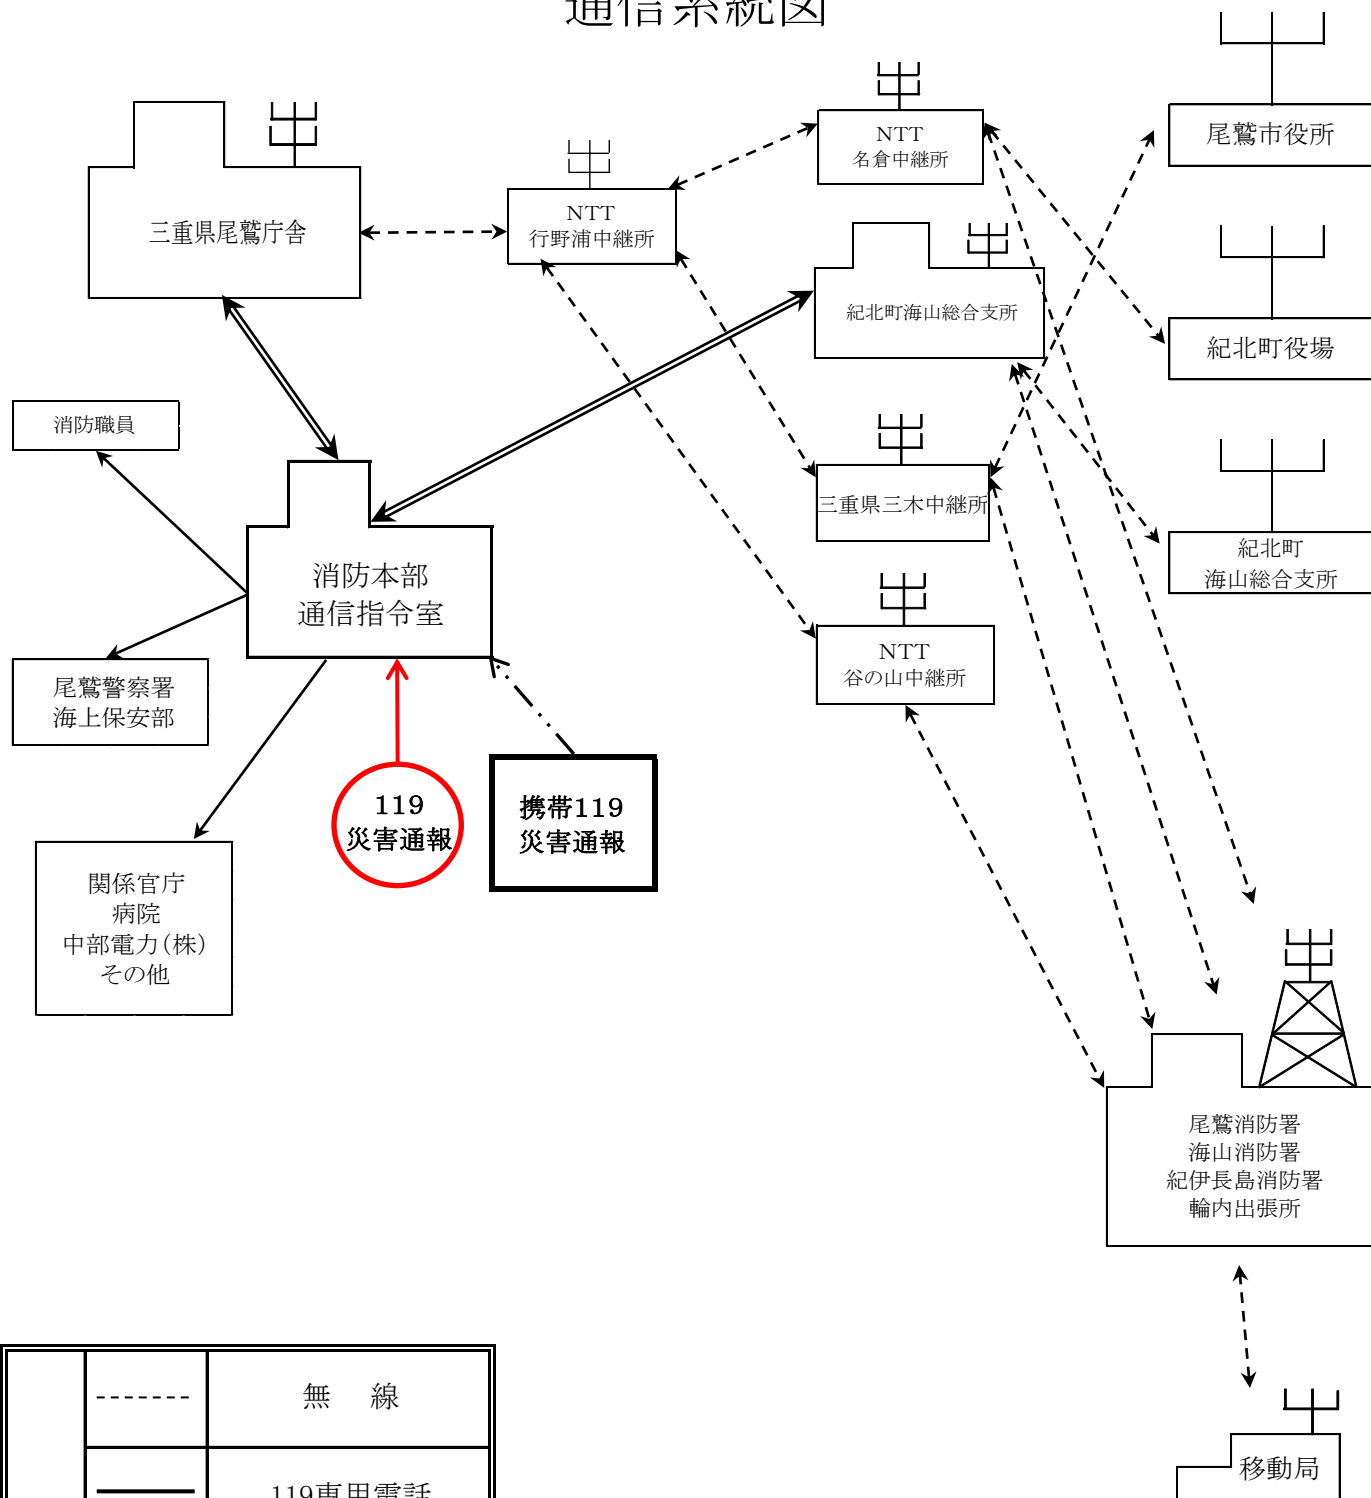 通信系統図
尾鷲市役所
NTT
名倉中継所
三重県尾鷲庁舎
NTT
行野浦中継所
紀北町海山総合支所
紀北町役場
消防職員
三重県三木中継所
紀北町
海山総合支所
消防本部
通信指令室
NTT
谷の山中継所
尾鷲警察署
海上保安部
119
災害通報
携帯119
災害通報
関係官庁
病院
中部電力(株)
その他
尾鷲消防署
海山消防署
紀伊長島消防署
輪内出張所
無 線
移動局
119専用電話